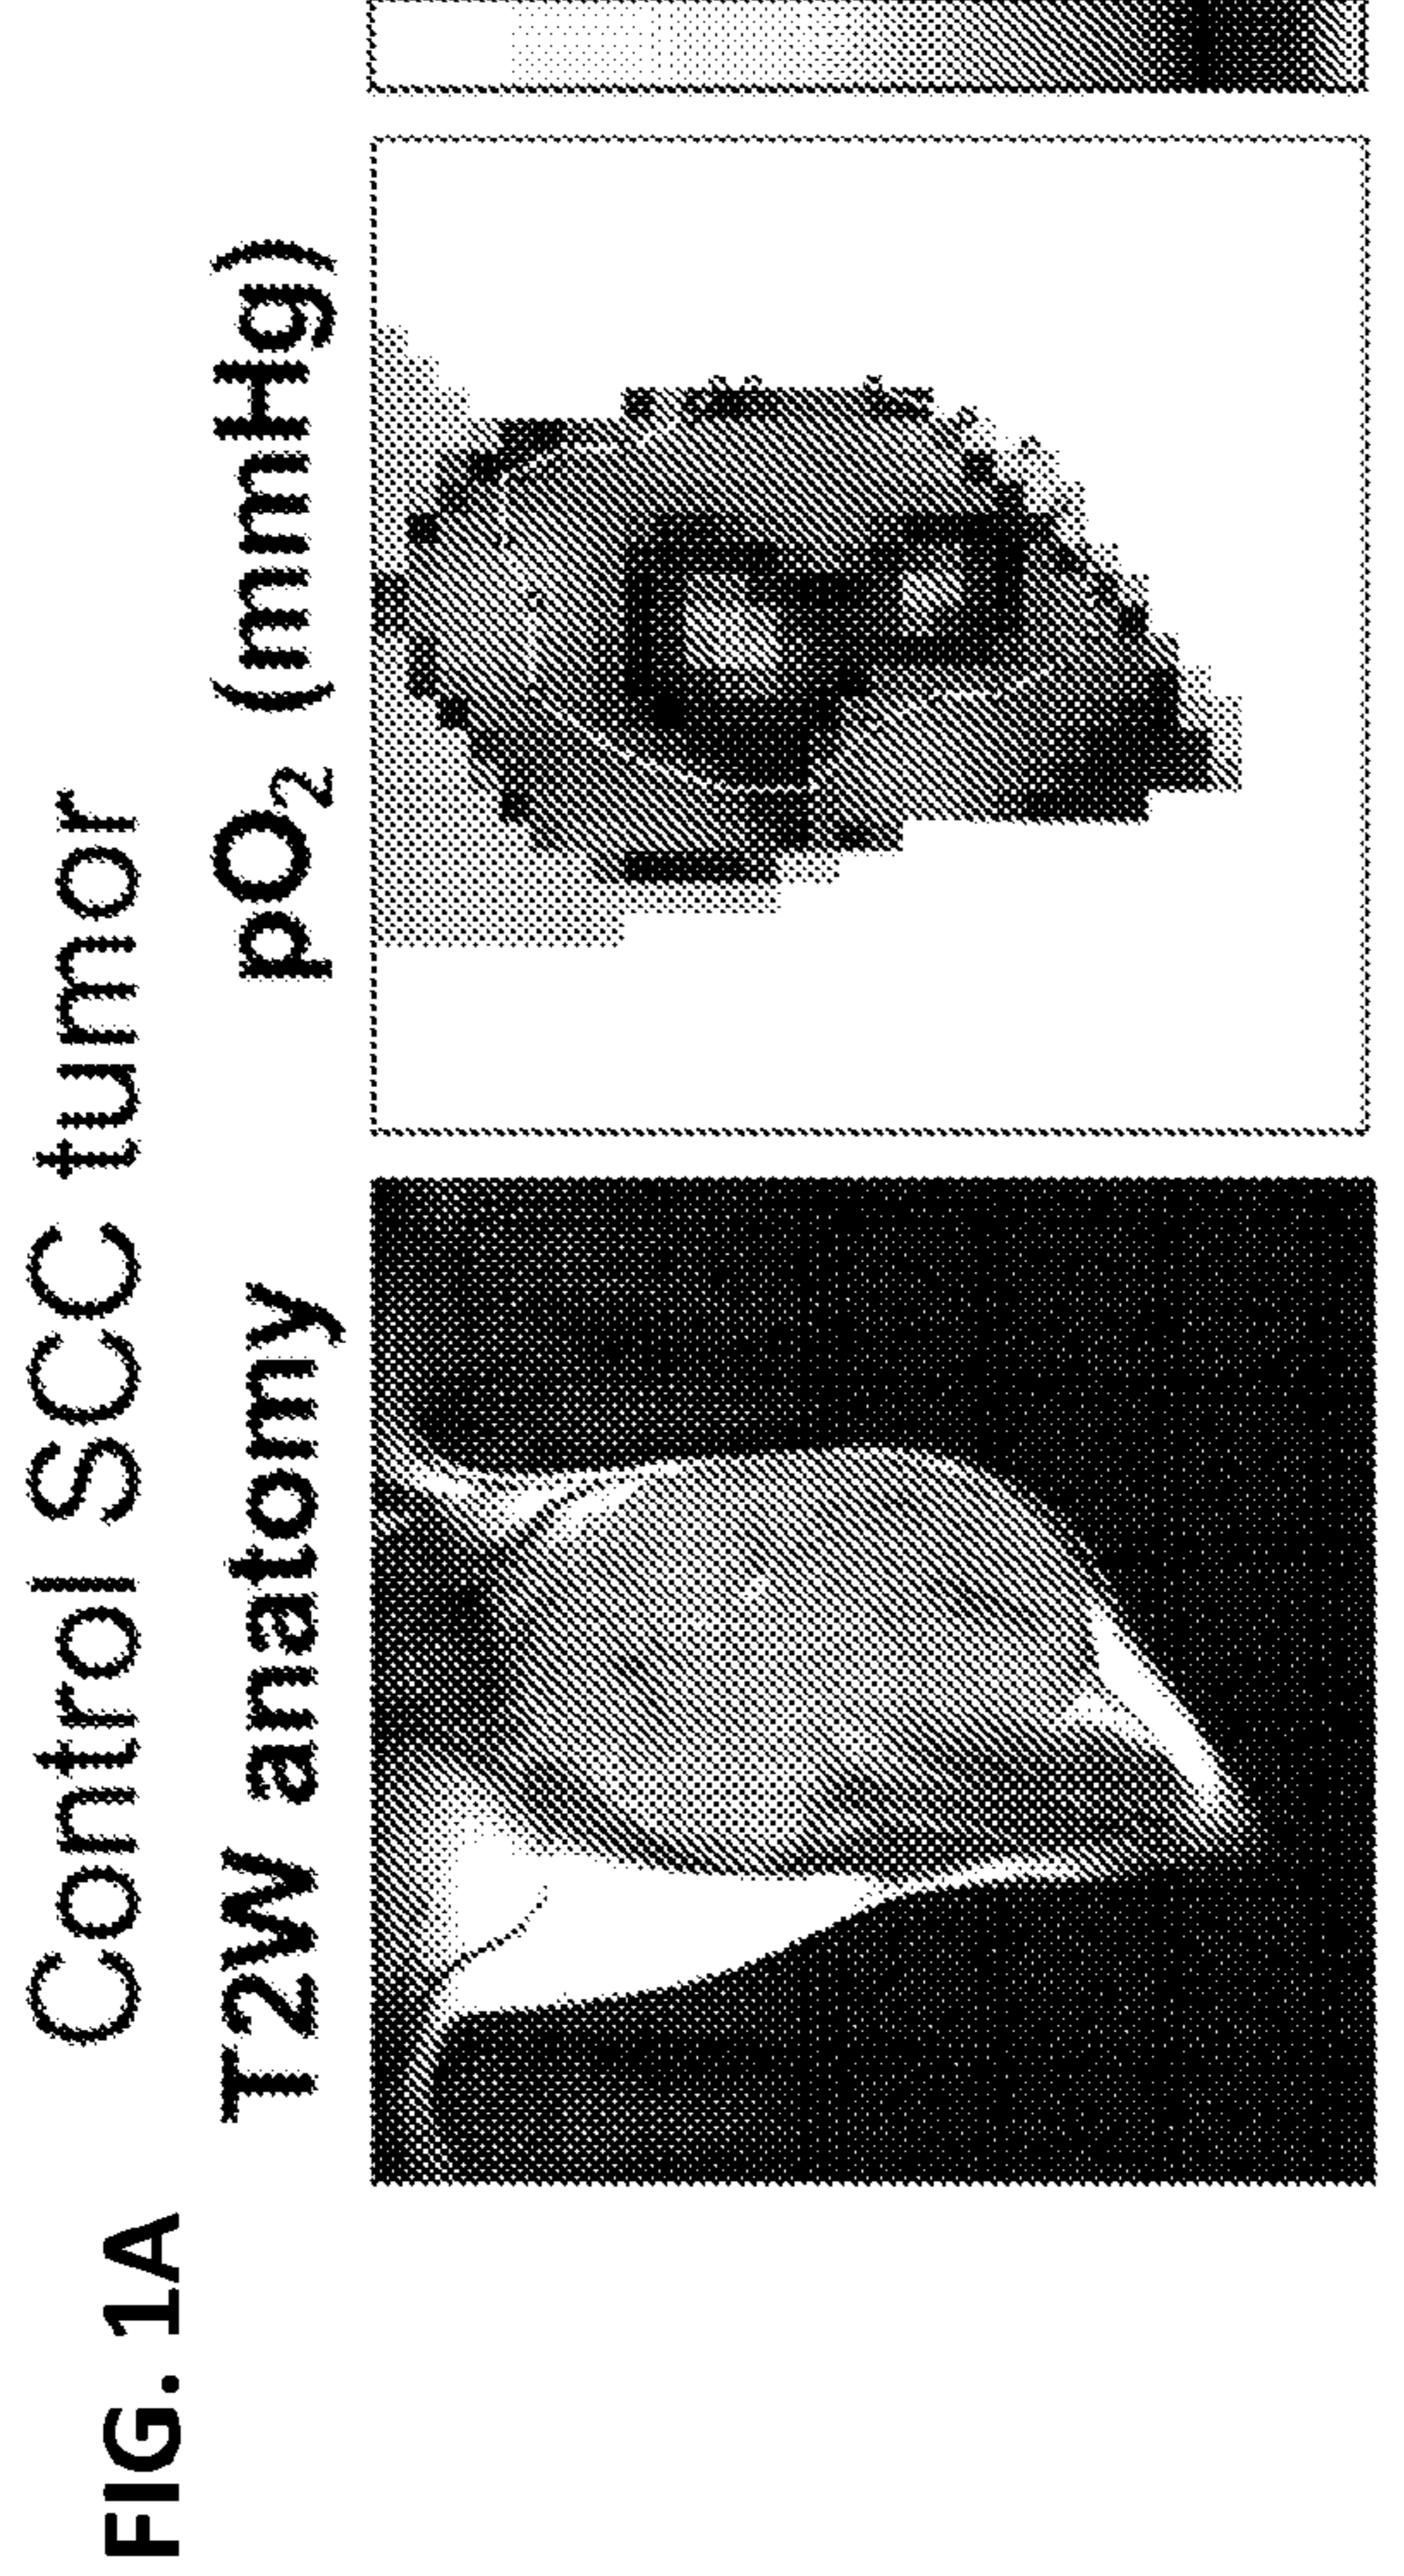 FIG. 1A
Control SCC tumor
T2W anatomy
pO₂ (mmHg)